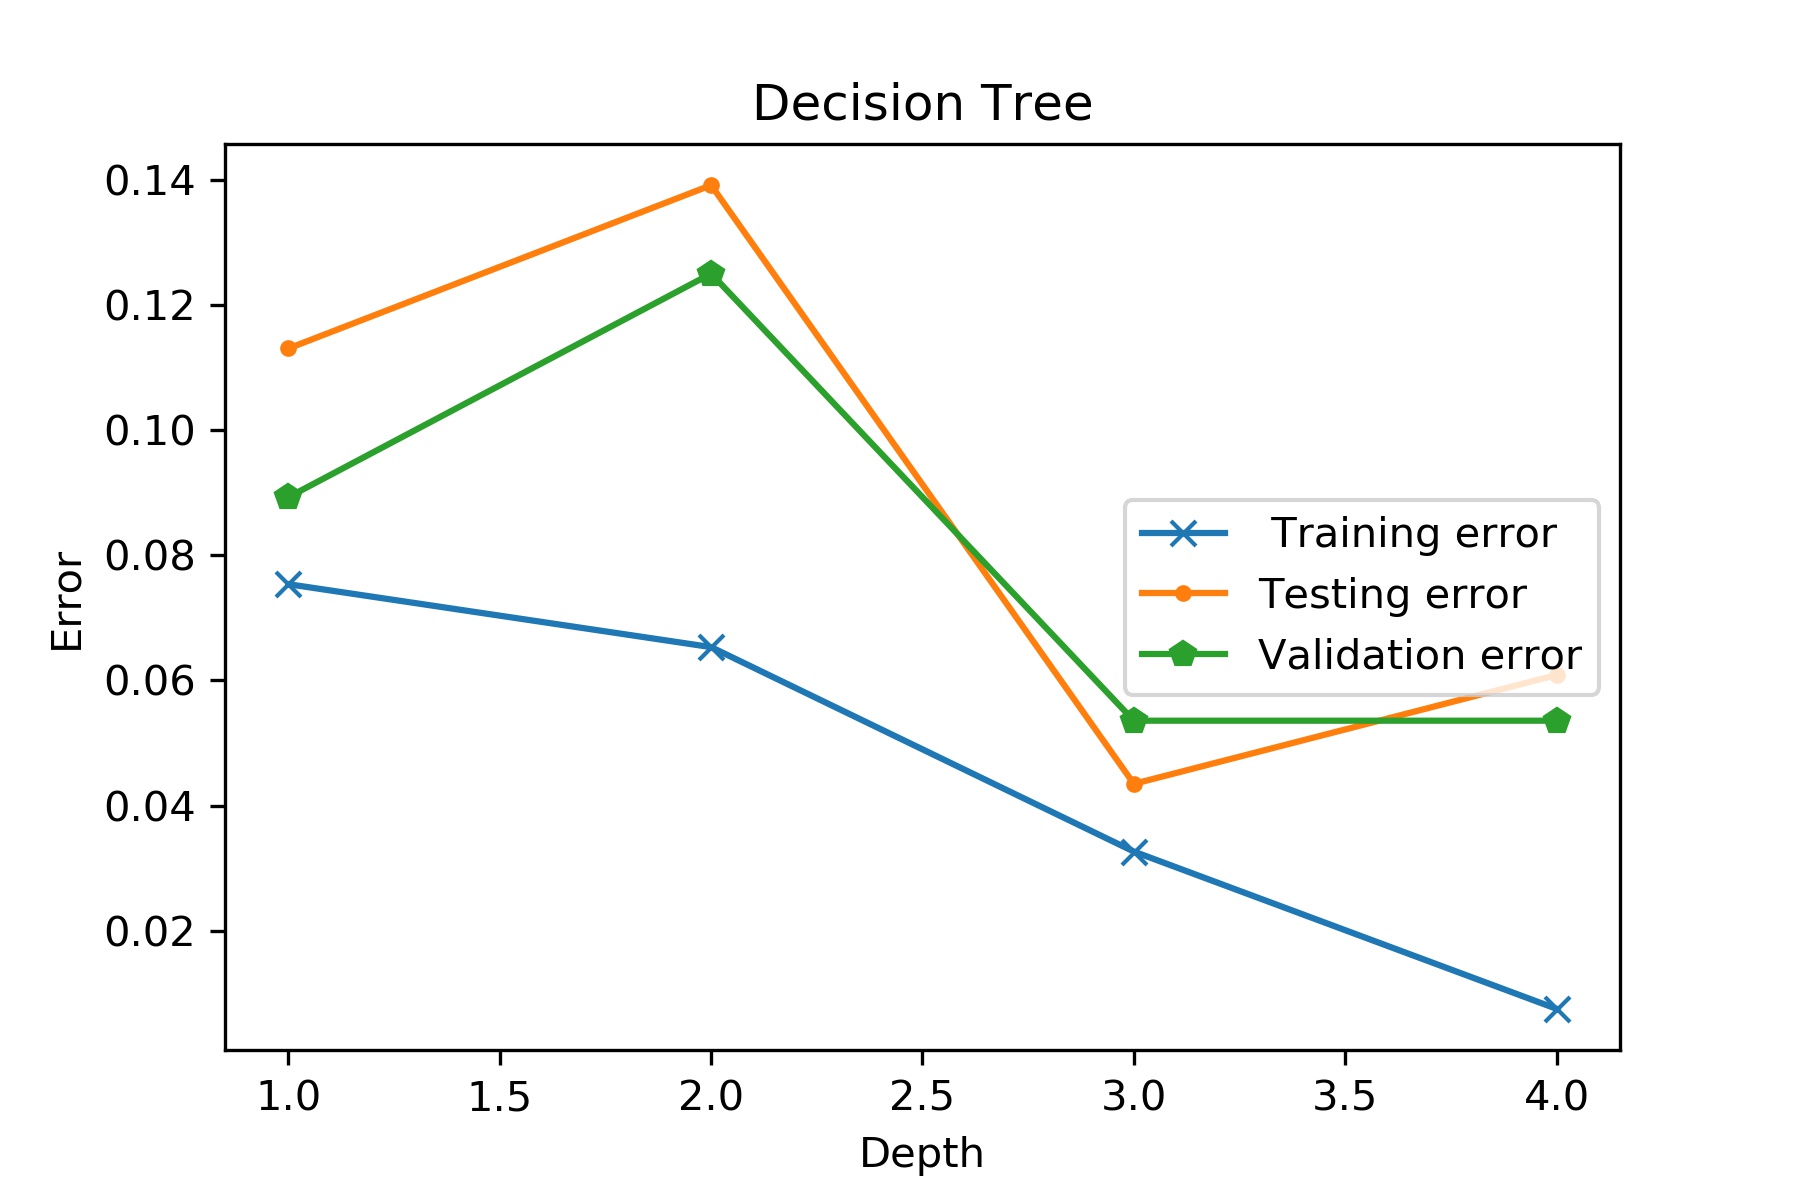 Decision Tree
0.14
0.12
0.10
0.08
0.06
0.04
0.02
Error
Training error
Testing error
Validation error
1.0 1.5 2.0 2.5 3.0 3.5 4.0
Depth